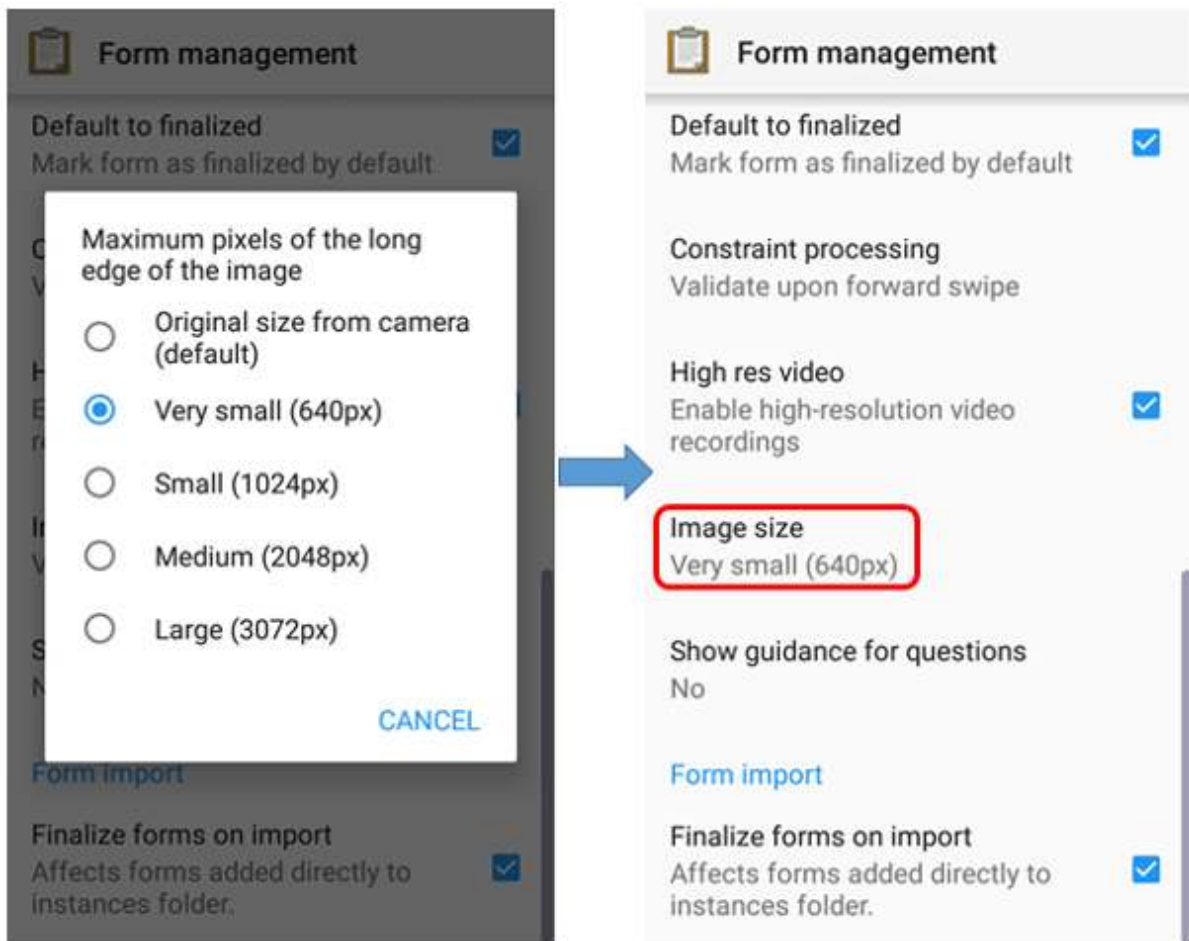 Form management
Default to finalized
Mark form as finalized by default
Maximum pixels of the long
edge of the image
Original size from camera
(default)
Very small (640px)
Small (1024px)
Medium (2048px)
Large (3072px)
CANCEL
Form import
Finalize forms on import
Affects forms added directly to
instances folder.
Form management
Default to finalized
Mark form as finalized by default
Constraint processing
Validate upon forward swipe
High res video
Enable high-resolution video
recordings
Image size
Very small (640px)
Show guidance for questions
No
Form import
Finalize forms on import
Affects forms added directly to
instances folder.